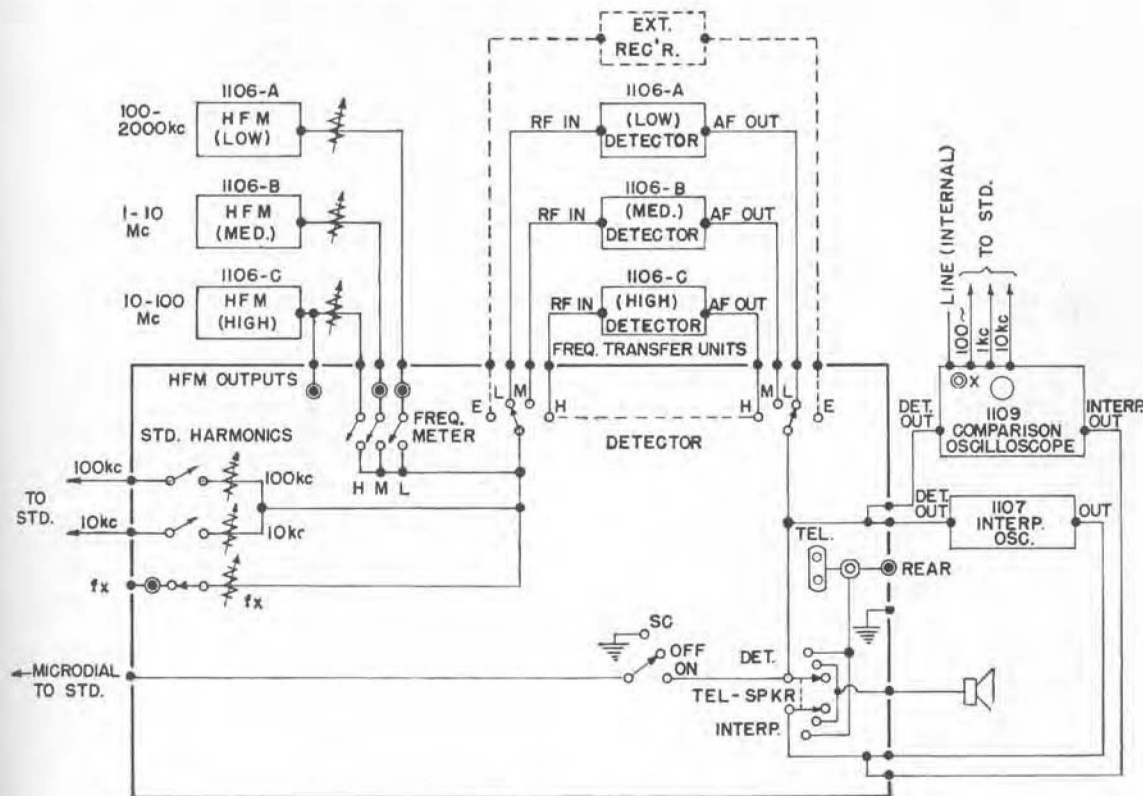 EXT.
REC'R.
1106-A
100-
2000kc
HFM
(LOW)
1106-A
RF IN
(LOW)
DETECTOR
AF OUT
1106-B
1-10
Mc
HFM
(MED.)
1106-B
RF IN
(MED.)
DETECTOR
AF OUT
1106-C
10-100
Mc
HFM
(HIGH)
1106-C
RF IN
(HIGH)
DETECTOR
AF OUT
FREQ. TRANSFER UNITS
LINE (INTERNAL)
100~
1kc
10kc
TO STD.
X
1109
COMPARISON
OSCILLOSCOPE
DET.
OUT
INTERP.
OUT
HFM OUTPUTS
FREQ.
METER
H M L
E
L
M
H
DETECTOR
H
M
L
E
STD. HARMONICS
100kc
100kc
TO
STD.
10kc
10kc
fx
fx
DET.
OUT
1107
INTERP.
OSC.
OUT
TEL.
REAR
SC
OFF
ON
MICRODIAL
TO STD.
DET.
TEL-SPKR
INTERP.